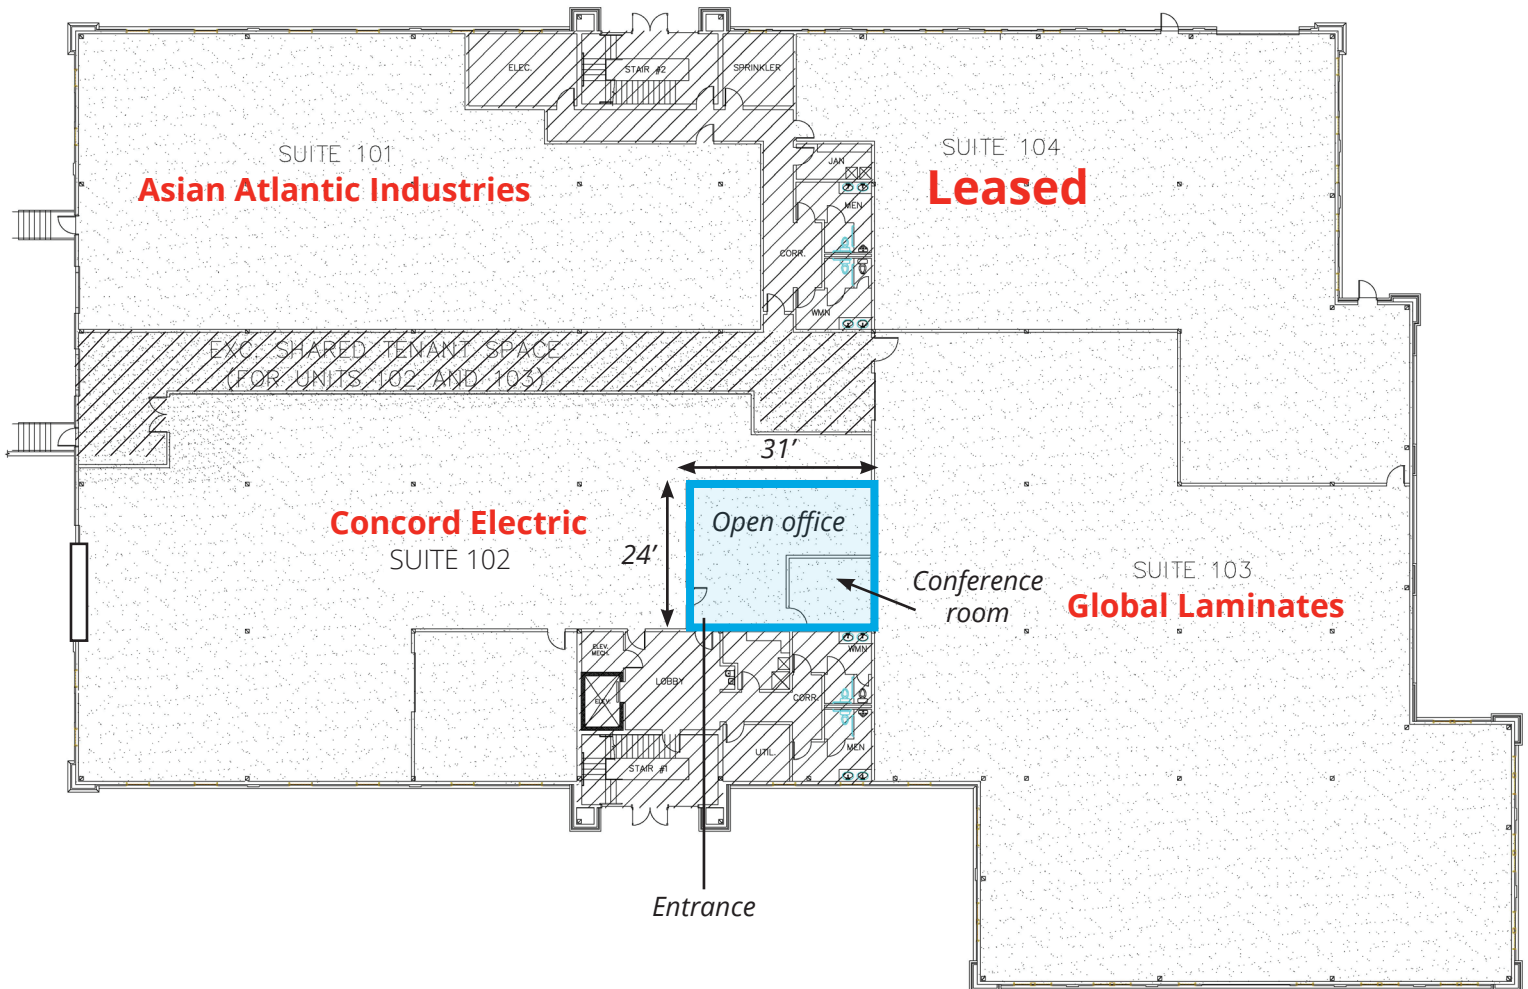 ELEC.
STAIR #2
SPRINKLER
SUITE 101
Asian Atlantic Industries
SUITE 104
Leased
JAN
MEN
CORR.
WMN
EXC. SHARED TENANT SPACE
(FOR UNITS 102 AND 103)
31’
Open office
24’
Concord Electric
SUITE 102
Conference
room
SUITE 103
Global Laminates
ELEV.
MECH.
WMN
LOBBY
ELEV.
CORR.
UTIL.
MEN
STAIR #1
Entrance